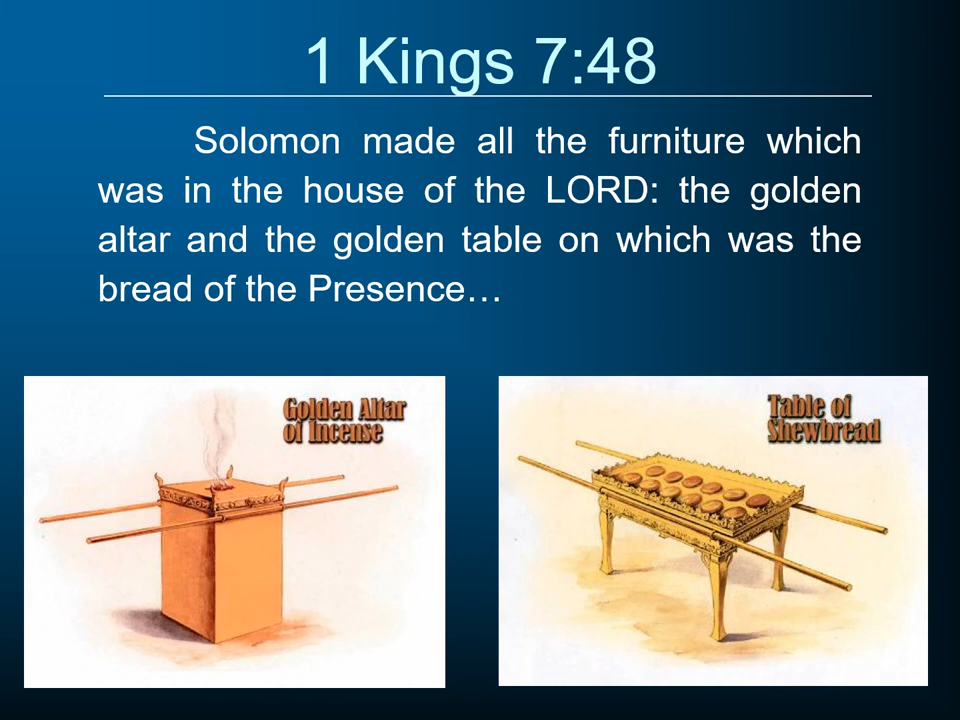 1 Kings 7:48
Solomon made all the furniture which
was in the house of the LORD: the golden
altar and the golden table on which was the
bread of the Presence…
Golden Altar
of Incense
Table of
Shewbread